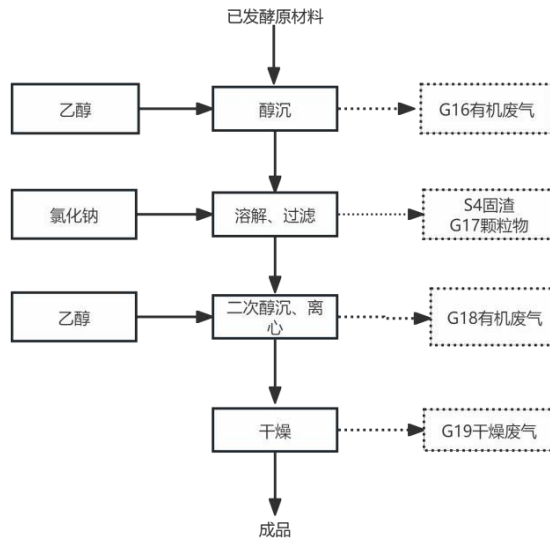 已发酵原材料
乙醇
醇沉
G16有机废气
氯化钠
溶解、过滤
S4固渣
G17颗粒物
乙醇
二次醇沉、离
心
G18有机废气
干燥
G19干燥废气
成品